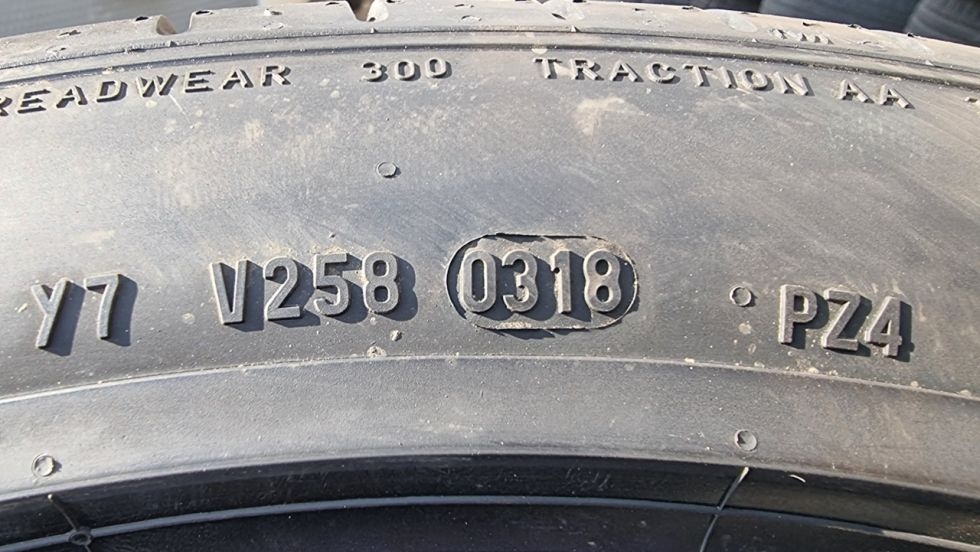 READWEAR 300 TRACTION AA
Y7 V258 0318 PZ4